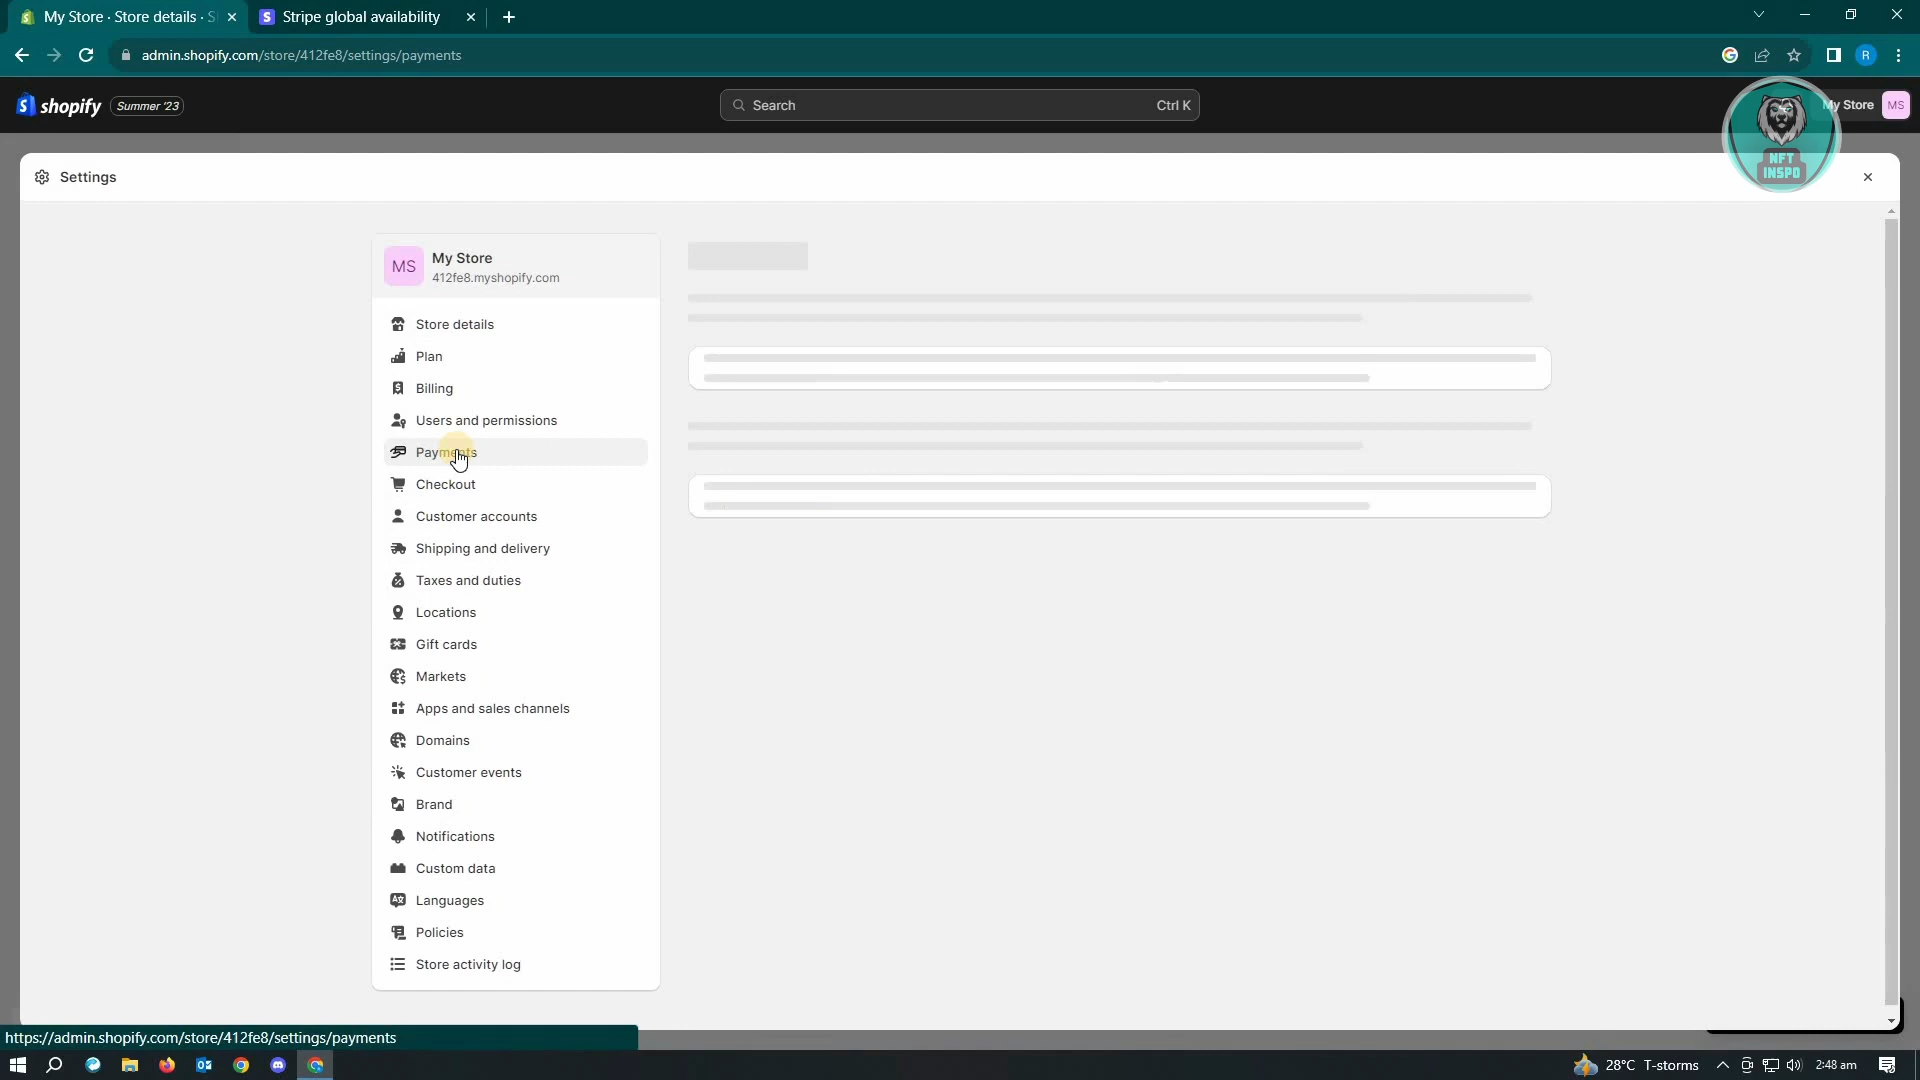 My Store · Store details · S
Stripe global availability
admin.shopify.com/store/412fe8/settings/payments
R
shopify
Summer '23
Search
Ctrl K
My Store
MS
NFT
INSPO
Settings
MS
My Store
412fe8.myshopify.com
Store details
Plan
Billing
Users and permissions
Payments
Checkout
Customer accounts
Shipping and delivery
Taxes and duties
Locations
Gift cards
Markets
Apps and sales channels
Domains
Customer events
Brand
Notifications
Custom data
Languages
Policies
Store activity log
https://admin.shopify.com/store/412fe8/settings/payments
28°C T-storms
2:48 am